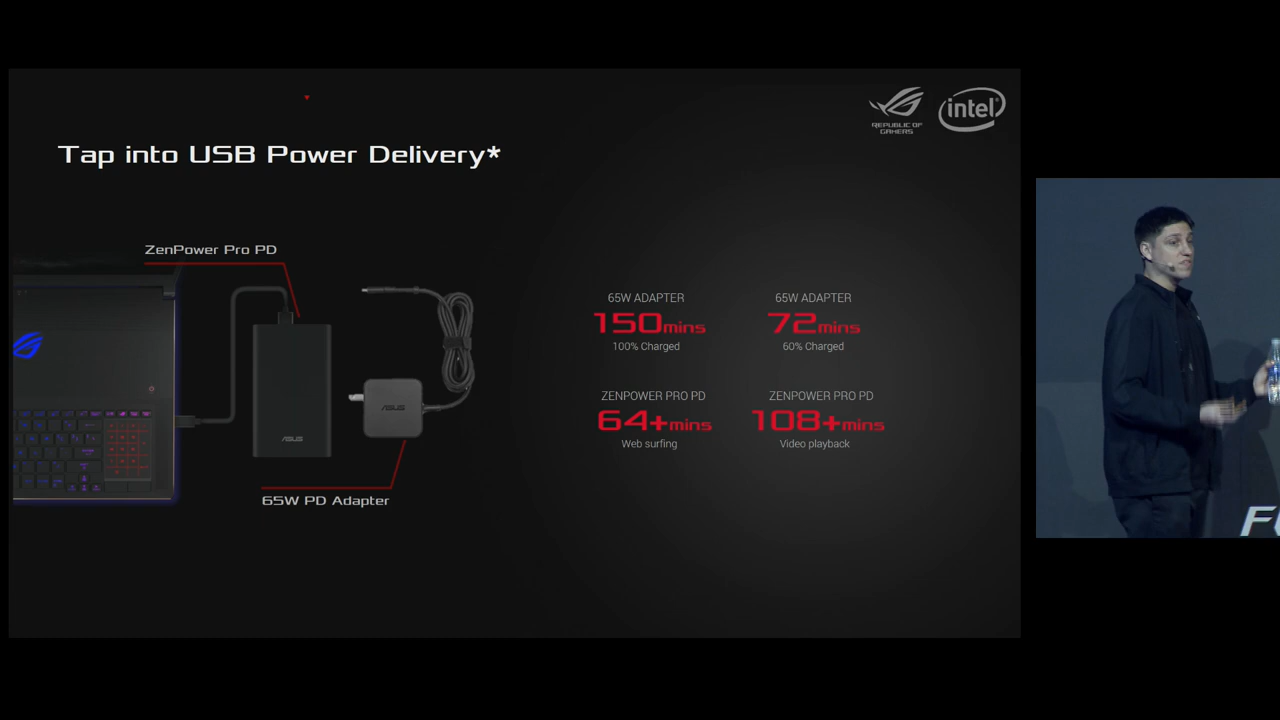 REPUBLIC OF
GAMERS
intel
Tap into USB Power Delivery*
ZenPower Pro PD
ASUS
ASUS
65W PD Adapter
65W ADAPTER
150mins
100% Charged
65W ADAPTER
72mins
60% Charged
ZENPOWER PRO PD
64+mins
Web surfing
ZENPOWER PRO PD
108+mins
Video playback